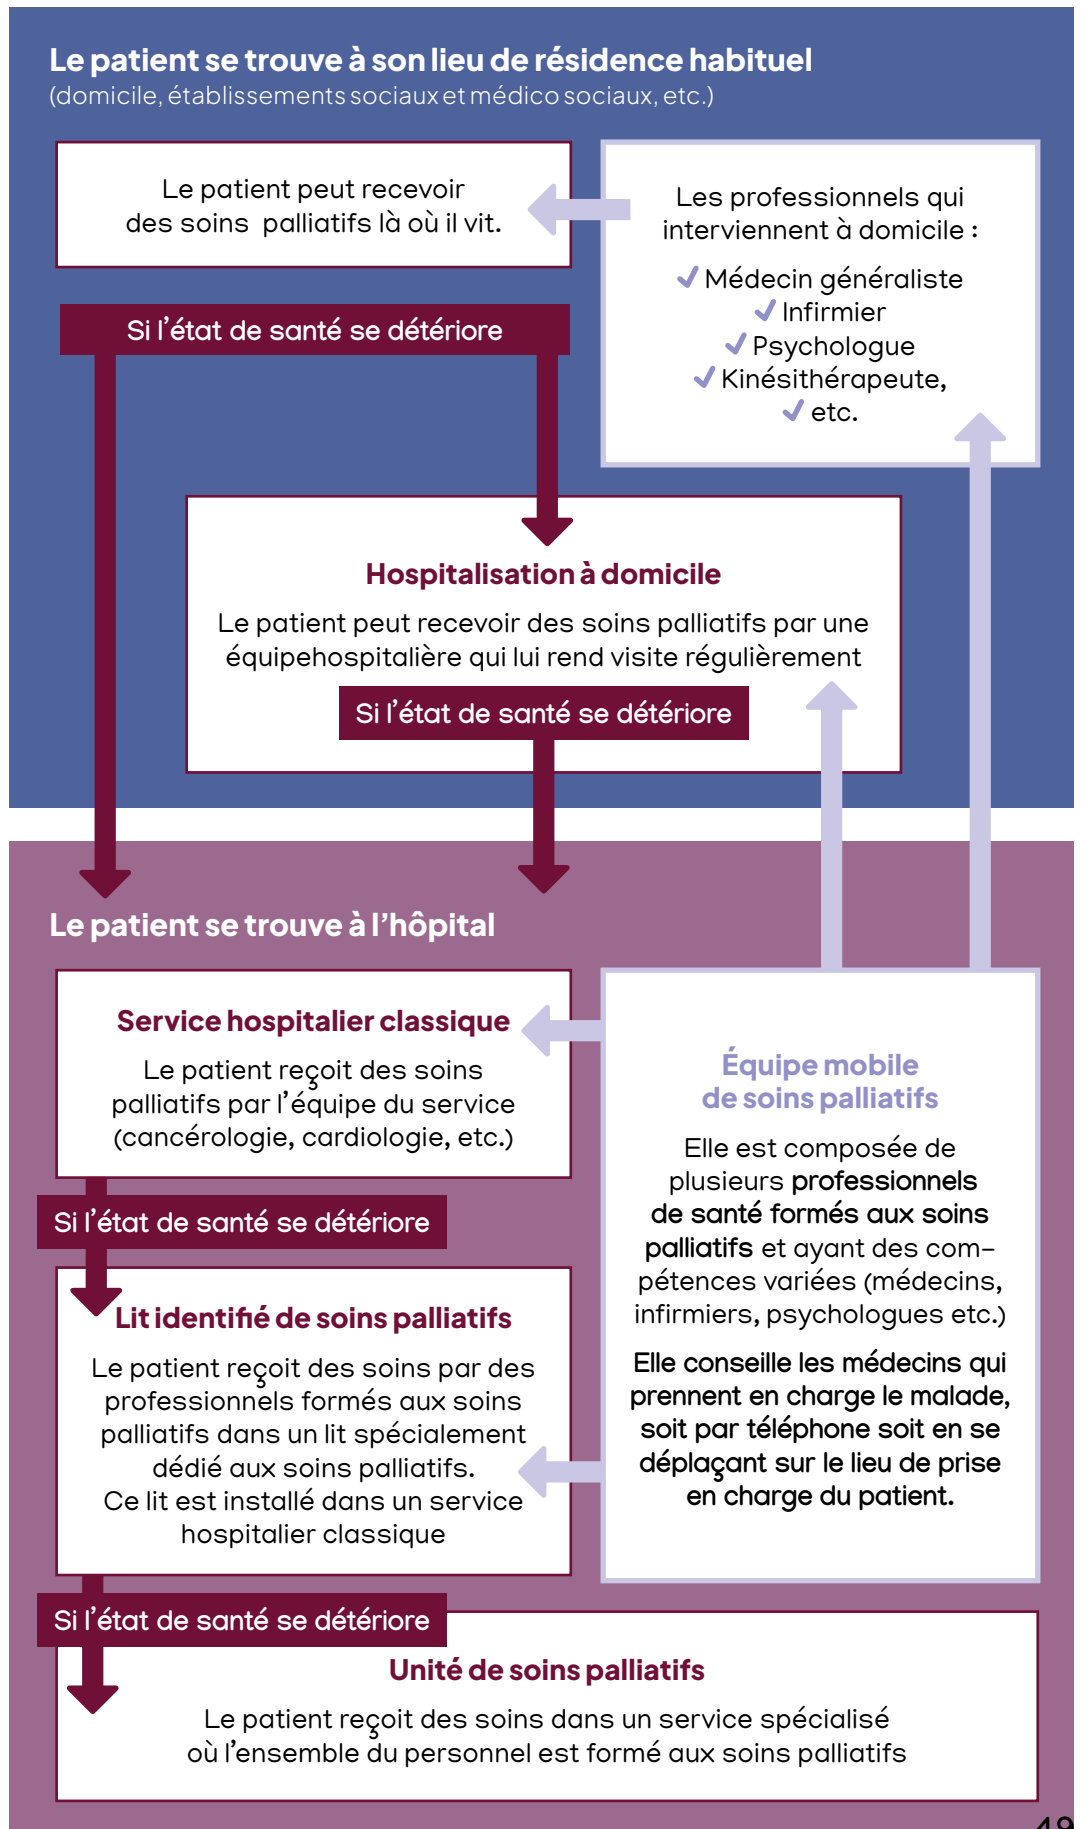 Le patient se trouve à son lieu de résidence habituel
(domicile, établissements sociaux et médico sociaux, etc.)
Le patient peut recevoir
des soins palliatifs là où il vit.
Les professionnels qui
interviennent à domicile :
Médecin généraliste
Infirmier
Psychologue
Kinésithérapeute,
etc.
Si l'état de santé se détériore
Hospitalisation à domicile
Le patient peut recevoir des soins palliatifs par une
équipehospitalière qui lui rend visite régulièrement
Si l'état de santé se détériore
Le patient se trouve à l'hôpital
Service hospitalier classique
Le patient reçoit des soins
palliatifs par l'équipe du service
(cancérologie, cardiologie, etc.)
Si l'état de santé se détériore
Lit identifié de soins palliatifs
Le patient reçoit des soins par des
professionnels formés aux soins
palliatifs dans un lit spécialement
dédié aux soins palliatifs.
Ce lit est installé dans un service
hospitalier classique
Équipe mobile
de soins palliatifs
Elle est composée de
plusieurs professionnels
de santé formés aux soins
palliatifs et ayant des com-
pétences variées (médecins,
infirmiers, psychologues etc.)
Elle conseille les médecins qui
prennent en charge le malade,
soit par téléphone soit en se
déplaçant sur le lieu de prise
en charge du patient.
Si l'état de santé se détériore
Unité de soins palliatifs
Le patient reçoit des soins dans un service spécialisé
où l'ensemble du personnel est formé aux soins palliatifs